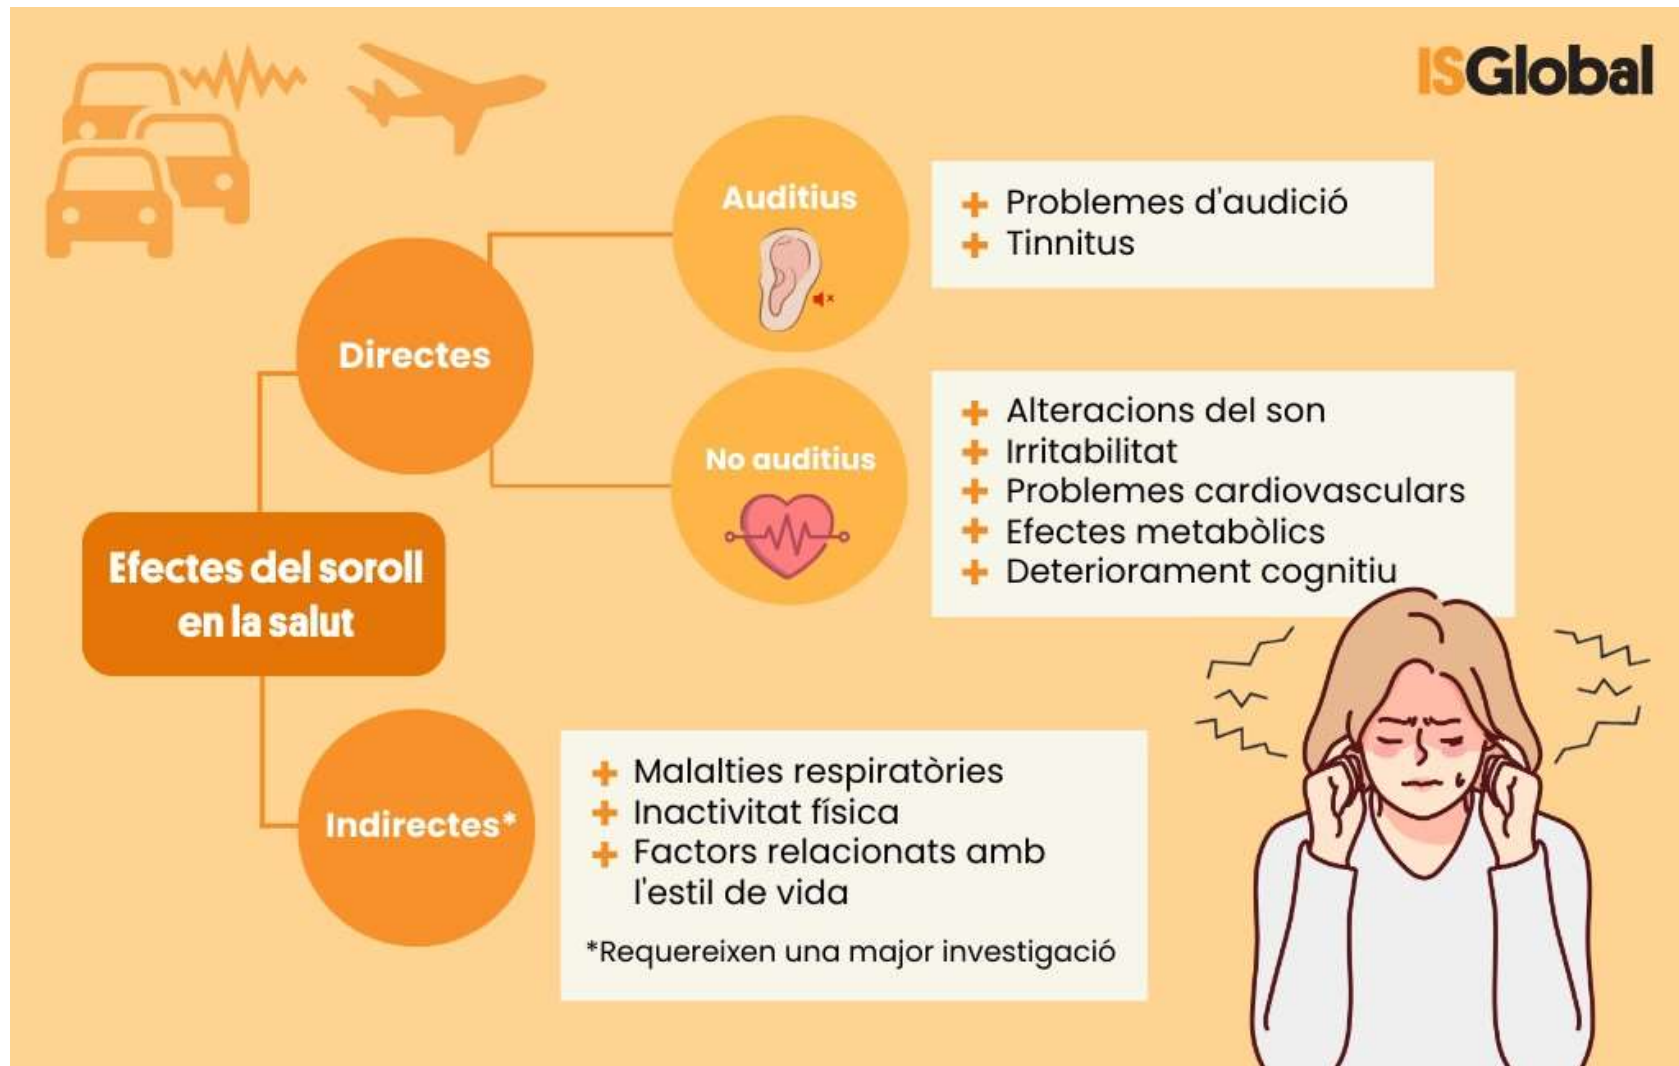 ISGlobal
Efectes del soroll
en la salut
Directes
Auditius
Problemes d'audició
Tinnitus
No auditius
Alteracions del son
Irritabilitat
Problemes cardiovasculars
Efectes metabòlics
Deteriorament cognitiu
Indirectes*
Malalties respiratòries
Inactivitat física
Factors relacionats amb
l'estil de vida
*Requereixen una major investigació